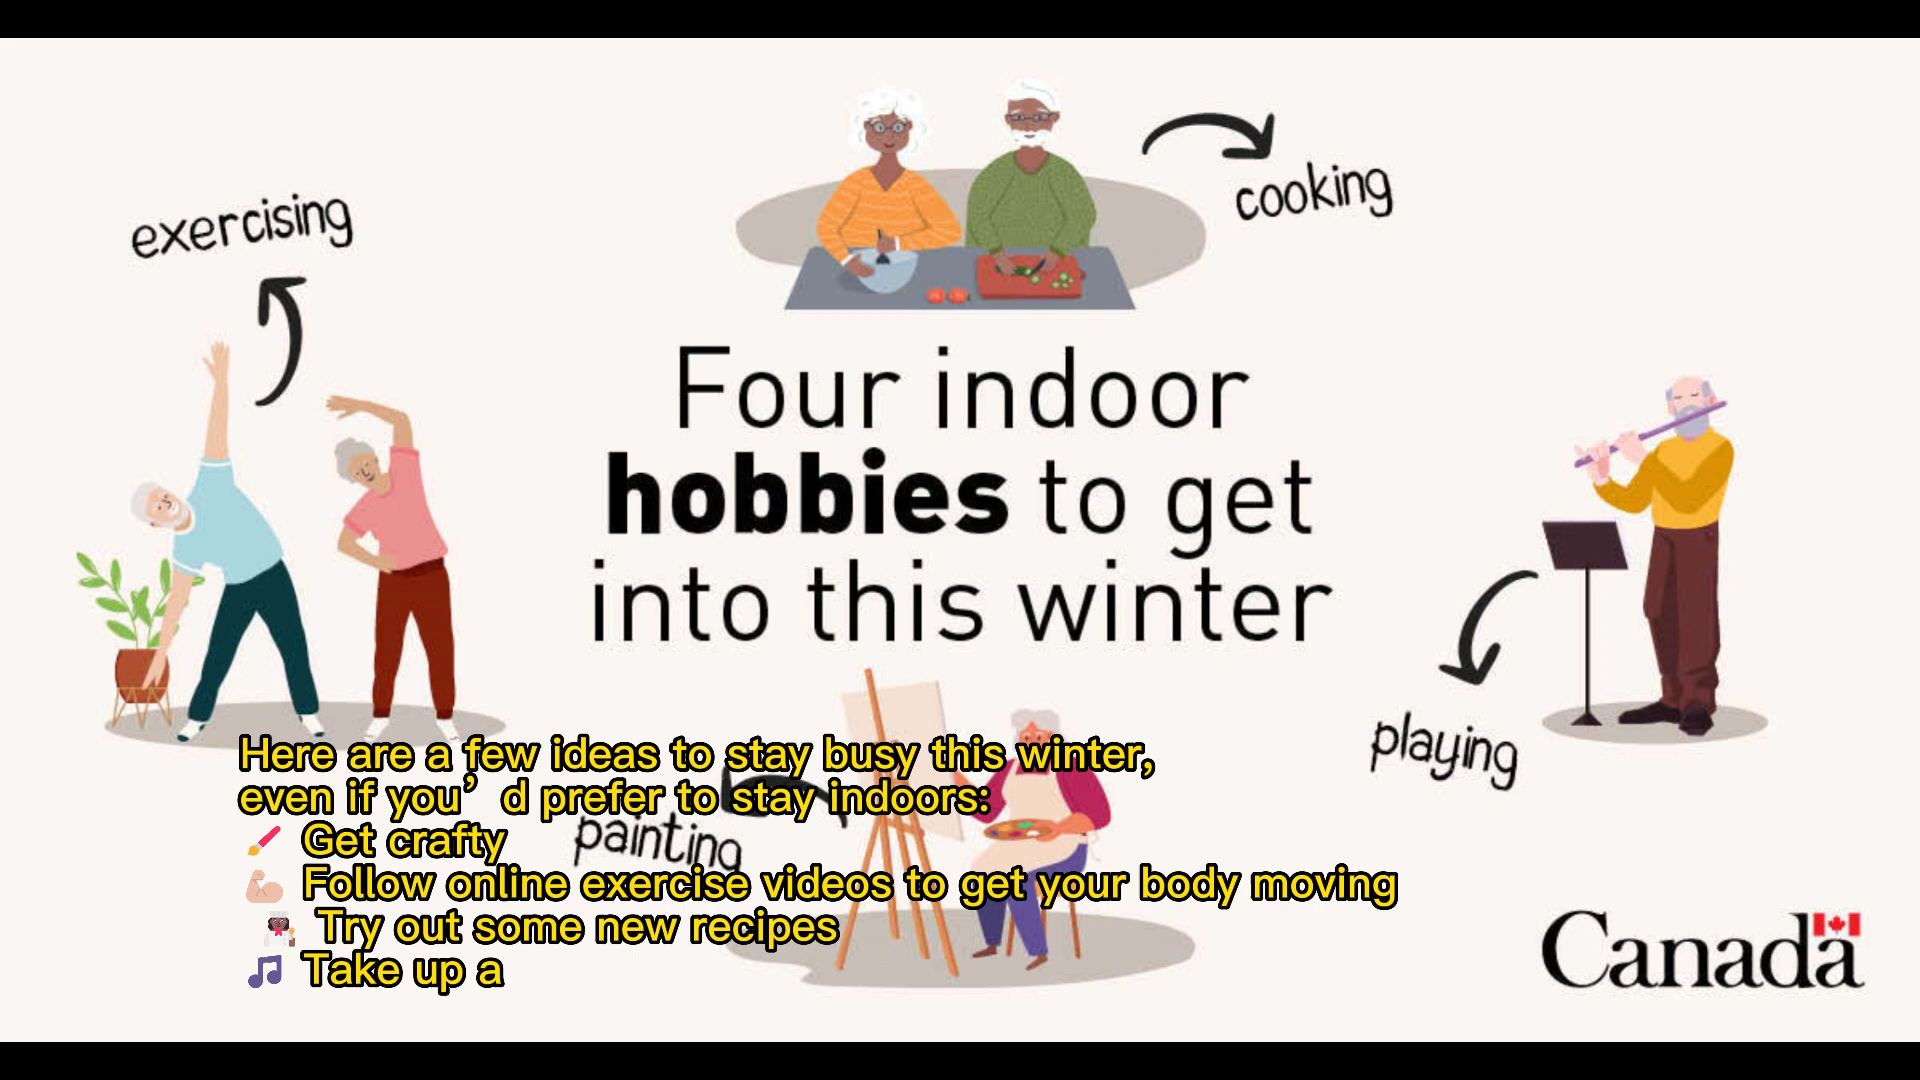 cooking
exercising
Four indoor
hobbies to get
into this winter
playing
painting
Here are a few ideas to stay busy this winter,
even if you’d prefer to stay indoors:
🖌️ Get crafty
💪🏼 Follow online exercise videos to get your body moving
👩🏿‍🍳 Try out some new recipes
🎵 Take up a
Canada